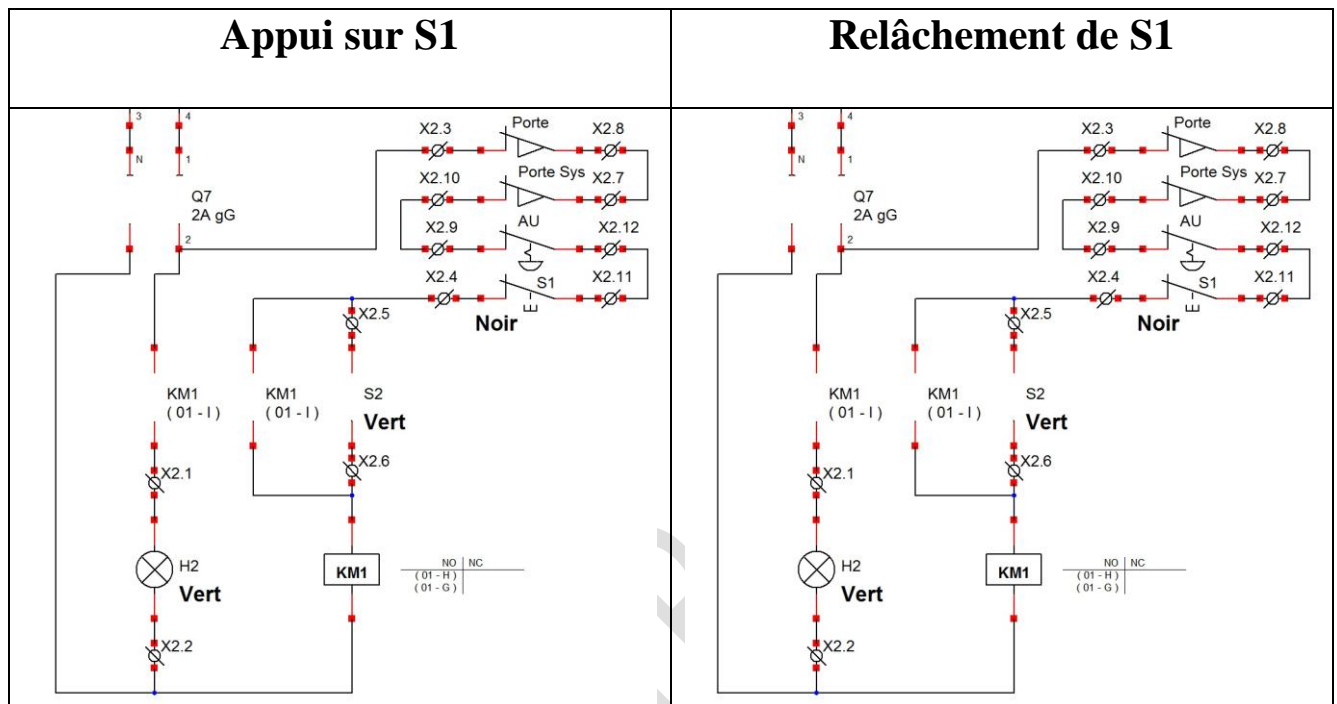 Appui sur S1
Relâchement de S1
3
4
N
1
Q7
2A gG
2
X2.3
Porte
X2.8
X2.10
Porte Sys
X2.7
X2.9
AU
X2.12
X2.4
S1
X2.11
Noir
X2.5
KM1
( 01 - I )
KM1
( 01 - I )
S2
Vert
X2.1
X2.6
H2
Vert
KM1
NO NC
( 01 - H )
( 01 - G )
X2.2
3
4
N
1
Q7
2A gG
2
X2.3
Porte
X2.8
X2.10
Porte Sys
X2.7
X2.9
AU
X2.12
X2.4
S1
X2.11
Noir
X2.5
KM1
( 01 - I )
KM1
( 01 - I )
S2
Vert
X2.1
X2.6
H2
Vert
KM1
NO NC
( 01 - H )
( 01 - G )
X2.2